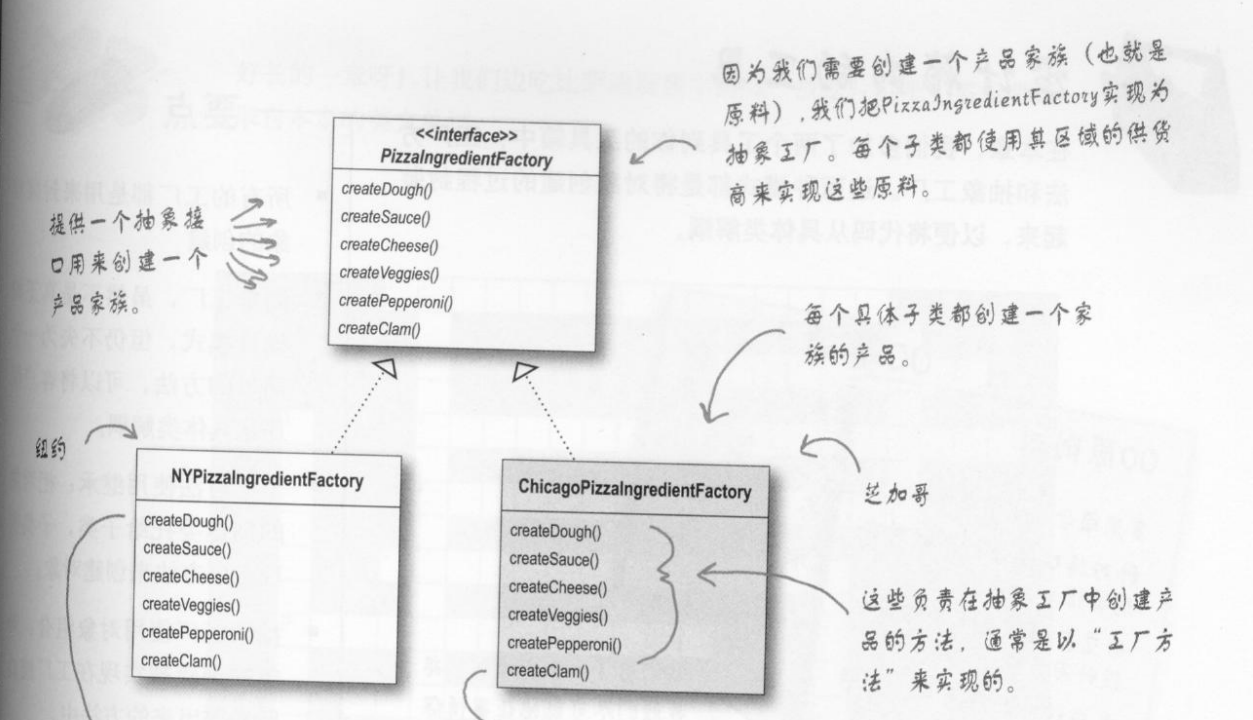 因为我们需要创建一个产品家族（也就是
原料），我们把PizzaIngredientFactory实现为
抽象工厂。每个子类都使用其区域的供货
商来实现这些原料。
<<interface>>
PizzaIngredientFactory
createDough()
createSauce()
createCheese()
createVeggies()
createPepperoni()
createClam()
提供一个抽象接
口用来创建一个
产品家族。
每个具体子类都创建一个家
族的产品。
纽约
NYPizzaIngredientFactory
createDough()
createSauce()
createCheese()
createVeggies()
createPepperoni()
createClam()
ChicagoPizzaIngredientFactory
createDough()
createSauce()
createCheese()
createVeggies()
createPepperoni()
createClam()
芝加哥
这些负责在抽象工厂中创建产
品的方法，通常是以“工厂方
法”来实现的。